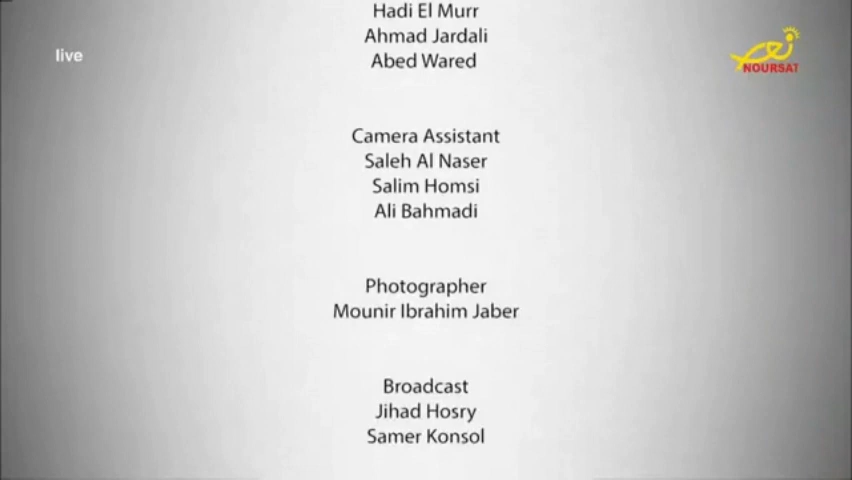 Hadi El Murr
Ahmad Jardali
live
Abed Wared
NOURSAT
Camera Assistant
Saleh Al Naser
Salim Homsi
Ali Bahmadi
Photographer
Mounir Ibrahim Jaber
Broadcast
Jihad Hosry
Samer Konsol